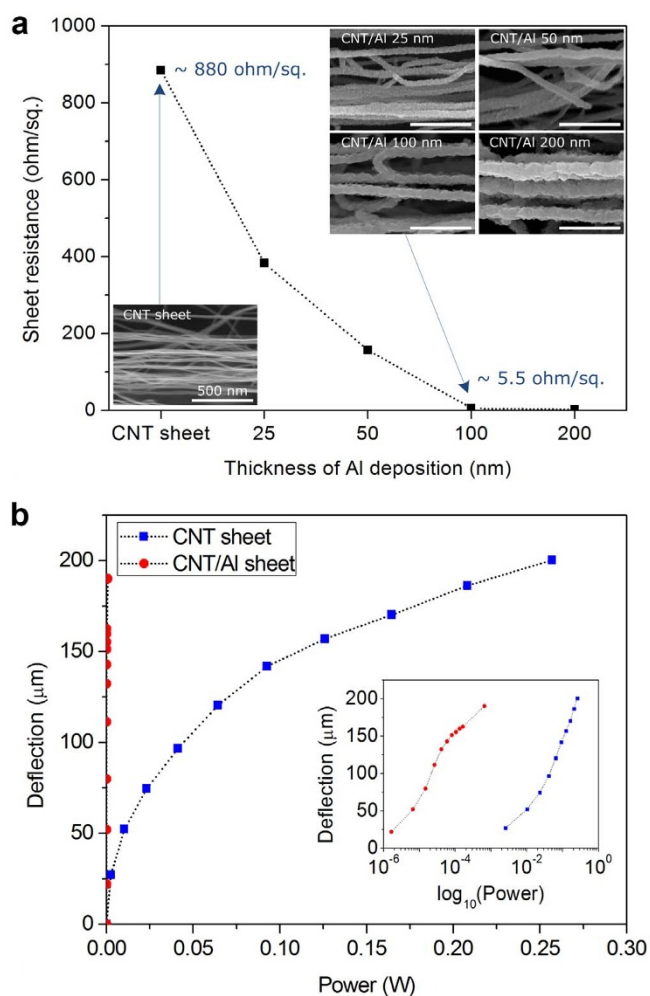 a
1000
800
600
400
200
0
Sheet resistance (ohm/sq.)
~ 880 ohm/sq.
CNT/Al 25 nm
CNT/Al 50 nm
CNT/Al 100 nm
CNT/Al 200 nm
CNT sheet
500 nm
~ 5.5 ohm/sq.
CNT sheet 25 50 100 200
Thickness of Al deposition (nm)
b
CNT sheet
CNT/Al sheet
200
150
100
50
0
Deflection (μm)
200
150
100
50
0
Deflection (μm)
10-6 10-4 10-2 100
log10(Power)
0.00 0.05 0.10 0.15 0.20 0.25 0.30
Power (W)